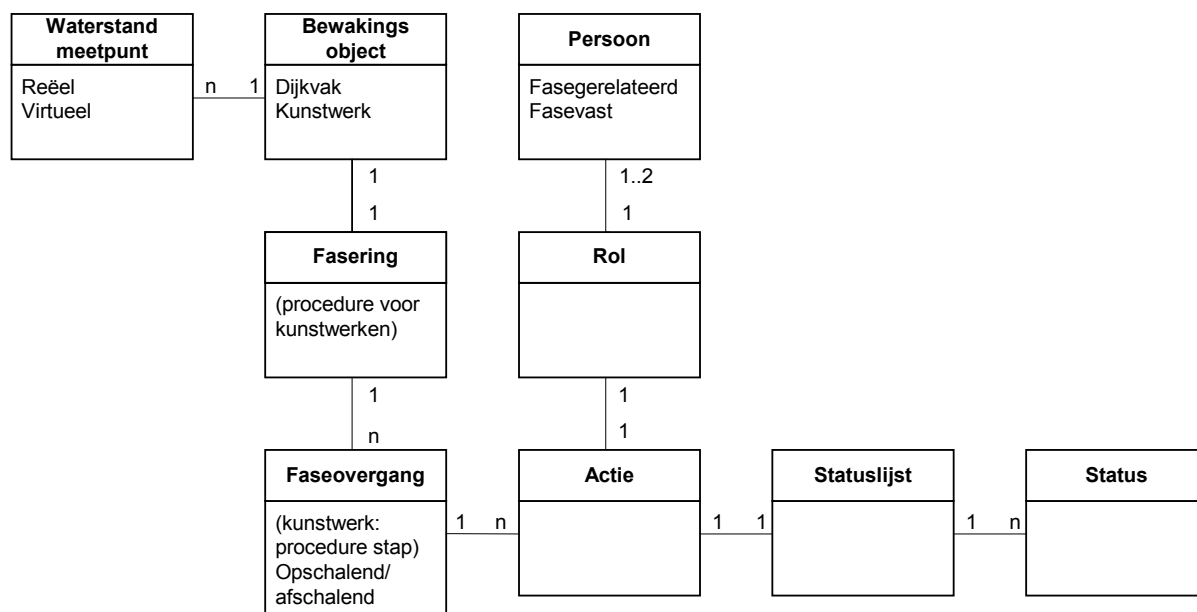 Waterstand
meetpunt
Reëel
Virtueel
n
1
Bewakings
object
Dijkvak
Kunstwerk
Persoon
Fasegerelateerd
Fasevast
1
1
1..2
1
Fasering
(procedure voor
kunstwerken)
Rol
1
n
1
1
Faseovergang
(kunstwerk:
procedure stap)
Opschalend/
afschalend
1
n
Actie
1
1
Statuslijst
1
n
Status